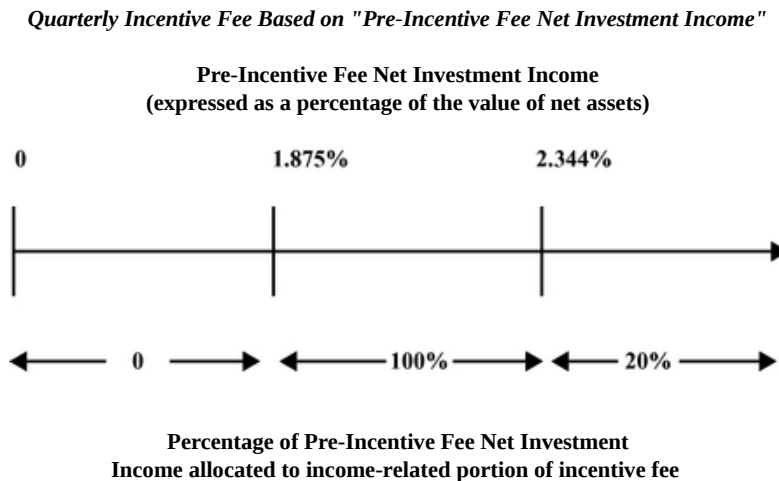 Quarterly Incentive Fee Based on "Pre-Incentive Fee Net Investment Income"
Pre-Incentive Fee Net Investment Income
(expressed as a percentage of the value of net assets)
0 1.875% 2.344%
0 100% 20%
Percentage of Pre-Incentive Fee Net Investment
Income allocated to income-related portion of incentive fee